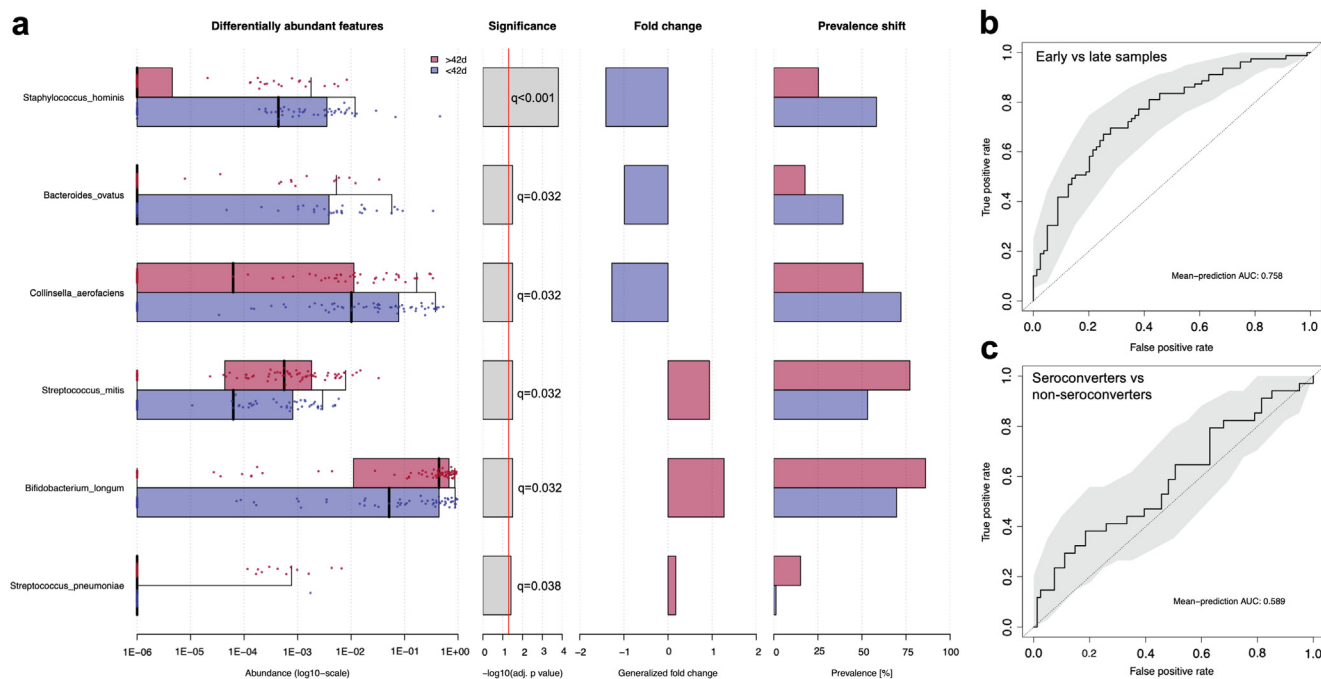 a
Differentially abundant features
Significance
Fold change
Prevalence shift
>42d
<42d
Staphylococcus_hominis
q<0.001
Bacteroides_ovatus
q=0.032
Collinsella_aerofaciens
q=0.032
Streptococcus_mitis
q=0.032
Bifidobacterium_longum
q=0.032
Streptococcus_pneumoniae
q=0.038
1E−06 1E−05 1E−04 1E−03 1E−02 1E−01 1E+00
0 1 2 3 4
−2 −1 0 1 2
0 25 50 75 100
Abundance (log10−scale)
−log10(adj. p value)
Generalized fold change
Prevalence [%]
b
Early vs late samples
1.0
0.8
0.6
0.4
0.2
0.0
True positive rate
Mean−prediction AUC: 0.758
0.0 0.2 0.4 0.6 0.8 1.0
False positive rate
c
Seroconverters vs
non-seroconverters
1.0
0.8
0.6
0.4
0.2
0.0
True positive rate
Mean−prediction AUC: 0.589
0.0 0.2 0.4 0.6 0.8 1.0
False positive rate